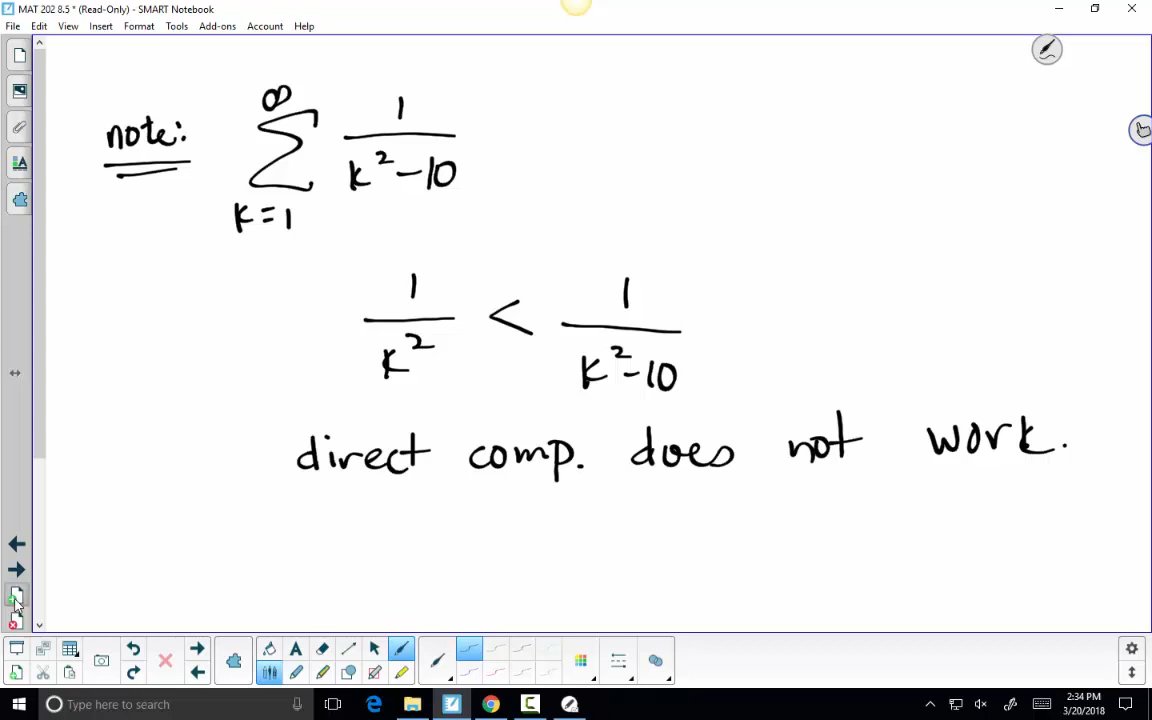 MAT 202 8.5 * (Read-Only) - SMART Notebook
File Edit View Insert Format Tools Add-ons Account Help
note: ∞ ∑ k=1 1/(k²-10)
1/k² < 1/(k²-10)
direct comp. does not work.
Type here to search
2:34 PM
3/20/2018